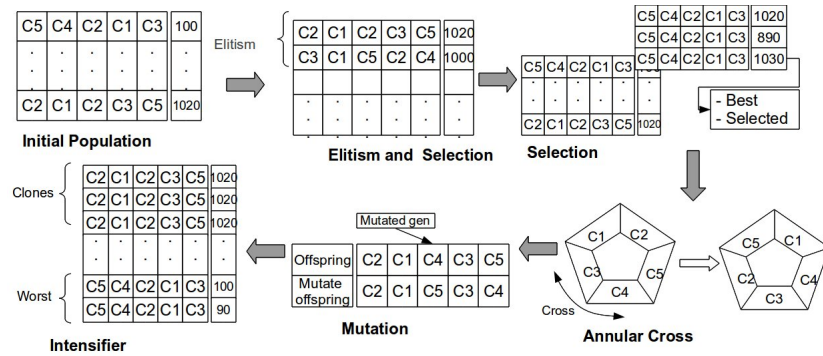 C5 C4 C2 C1 C3 100
. . . . . .
. . . . . .
C2 C1 C2 C3 C5 1020
Initial Population
Elitism
C2 C1 C2 C3 C5 1020
C3 C1 C5 C2 C4 1000
. . . . . .
. . . . . .
Elitism and Selection
C5 C4 C2 C1 C3
. . . . . .
. . . . . .
C2 C1 C2 C3 C5 1020
Selection
C5 C4 C2 C1 C3 1020
C5 C4 C2 C1 C3 890
C5 C4 C2 C1 C3 1030
- Best
- Selected
C1 C2
C3 C5
C4
Cross
C5 C1
C2 C4
C3
Annular Cross
Mutated gen
Offspring C2 C1 C4 C3 C5
Mutate offspring C2 C1 C5 C3 C4
Mutation
Clones
C2 C1 C2 C3 C5 1020
C2 C1 C2 C3 C5 1020
C2 C1 C2 C3 C5 1020
. . . . . .
. . . . . .
Worst
C5 C4 C2 C1 C3 100
C5 C4 C2 C1 C3 90
Intensifier